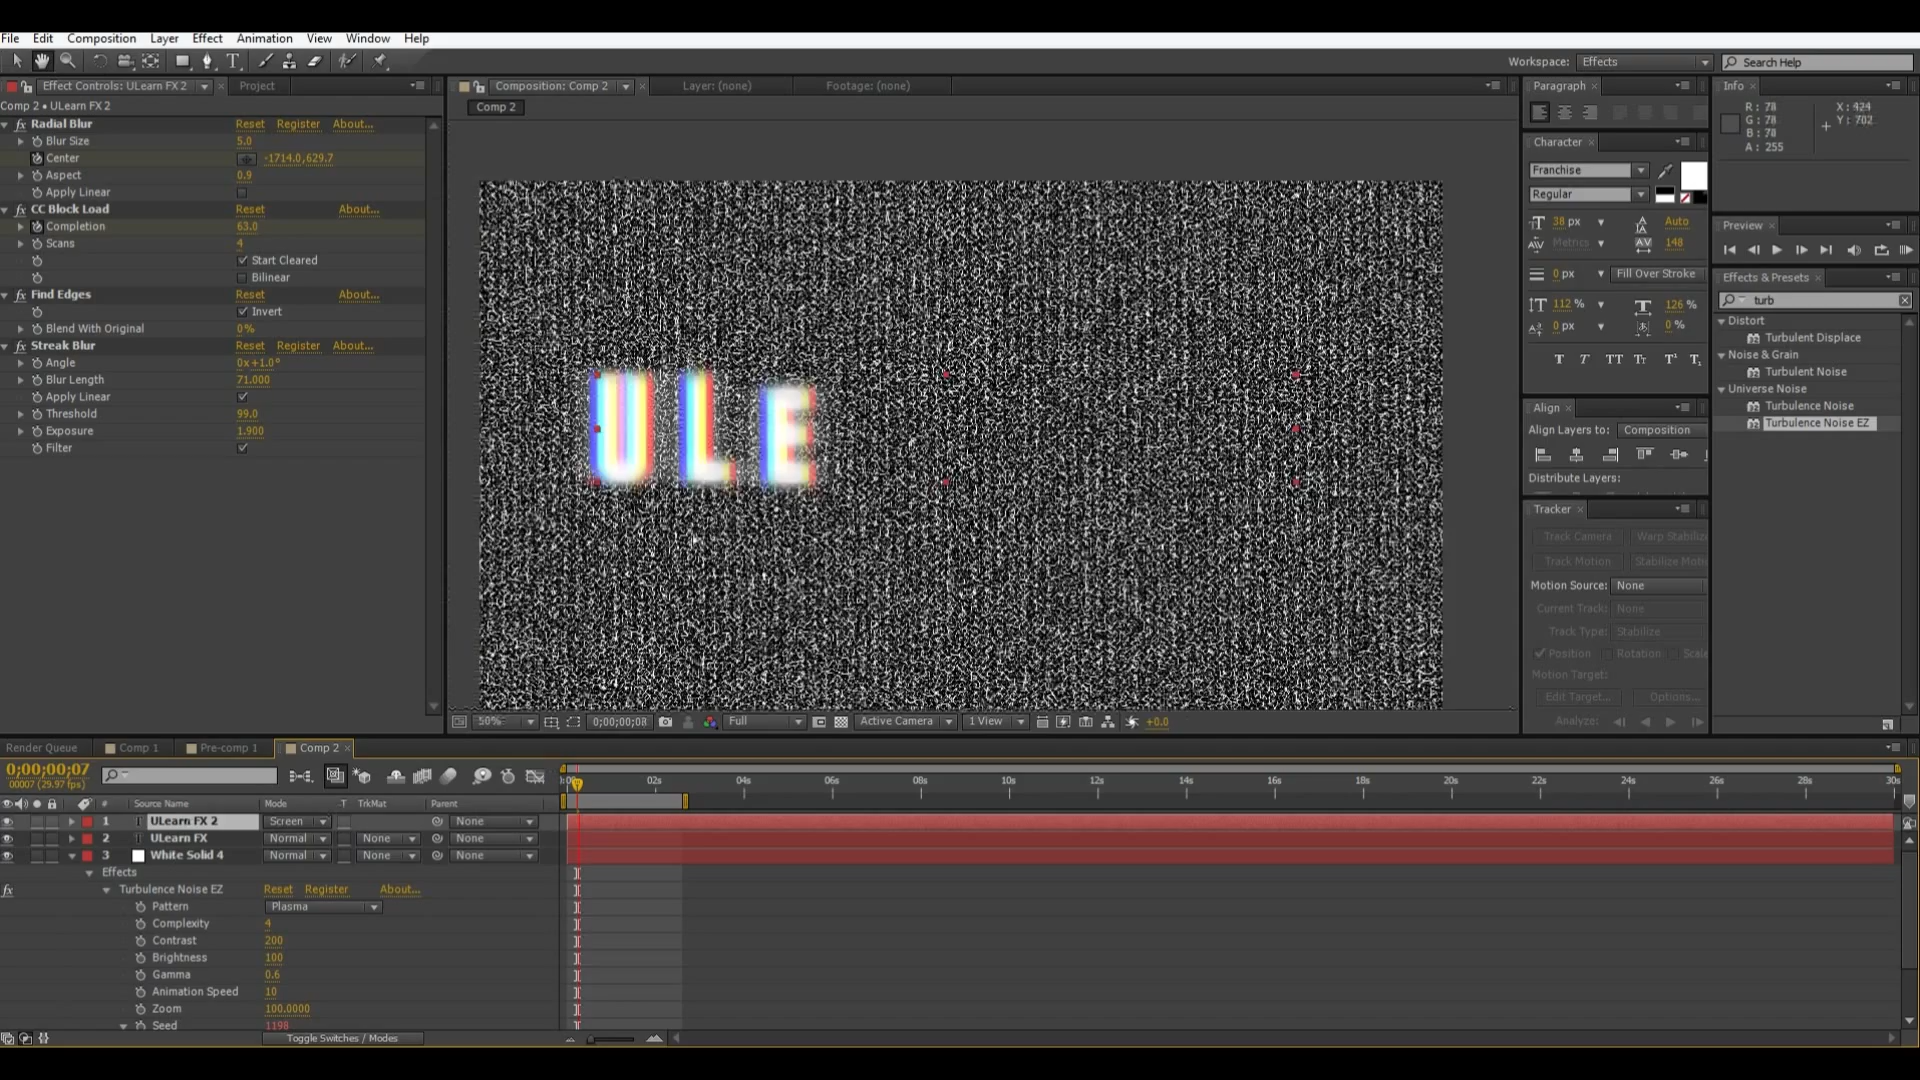 File Edit Composition Layer Effect Animation View Window Help
Workspace: Effects Search Help
Effect Controls: ULearn FX 2 Project
Comp 2 • ULearn FX 2
Radial Blur Reset Register About...
Blur Size 5.0
Center -1714.0,629.7
Aspect 0.9
Apply Linear
CC Block Load Reset About...
Completion 63.0
Scans 4
Start Cleared
Bilinear
Find Edges Reset About...
Invert
Blend With Original 0%
Streak Blur Reset Register About...
Angle 0x+1.0°
Blur Length 71.000
Apply Linear
Threshold 99.0
Exposure 1.900
Filter
Composition: Comp 2 Layer: (none) Footage: (none)
Comp 2
ULE
50% 0;00;00;08 Full Active Camera 1 View +0.0
Paragraph
Character
Franchise
Regular
38 px Auto
Metrics 148
0 px Fill Over Stroke
112 % 126 %
0 px 0 %
T T TT Tt T¹ T₁
Align
Align Layers to: Composition
Distribute Layers:
Tracker
Track Camera Warp Stabilize
Track Motion Stabilize Moti
Motion Source: None
Current Track: None
Track Type: Stabilize
Position Rotation Scale
Motion Target:
Edit Target... Options...
Analyze:
Info
R: 78 X: 424
G: 78 Y: 702
B: 78
A: 255
Preview
Effects & Presets
turb
Distort
Turbulent Displace
Noise & Grain
Turbulent Noise
Universe Noise
Turbulence Noise
Turbulence Noise EZ
Render Queue Comp 1 Pre-comp 1 Comp 2
0;00;00;07
00007 (29.97 fps)
02s 04s 06s 08s 10s 12s 14s 16s 18s 20s 22s 24s 26s 28s 30s
# Source Name Mode T TrkMat Parent
1 ULearn FX 2 Screen None
2 ULearn FX Normal None None
3 White Solid 4 Normal None None
Effects
Turbulence Noise EZ Reset Register About...
Pattern Plasma
Complexity 4
Contrast 200
Brightness 100
Gamma 0.6
Animation Speed 10
Zoom 100.0000
Seed 1198
Toggle Switches / Modes